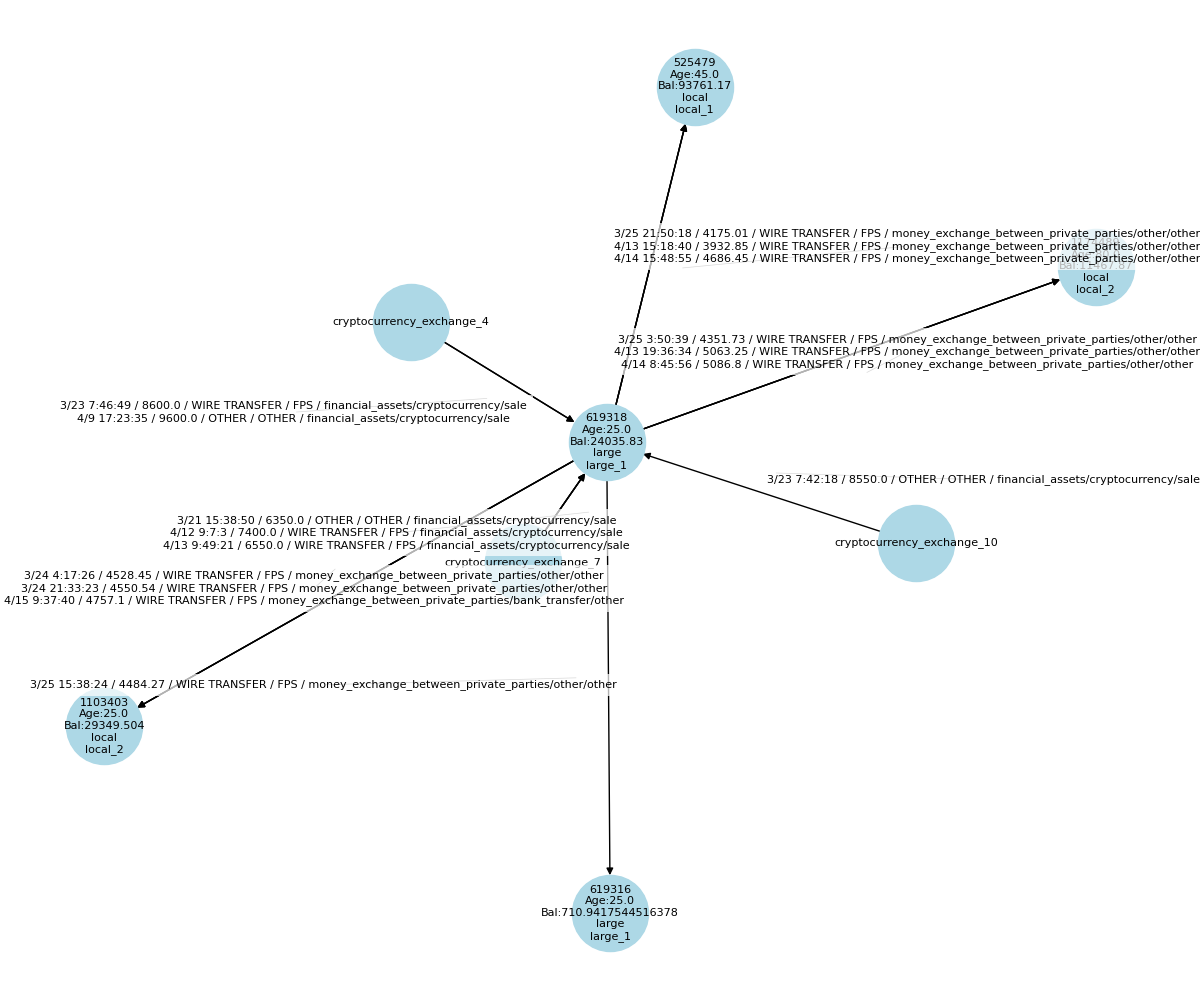 525479
Age:45.0
Bal:93761.17
local
local_1
3/25 21:50:18 / 4175.01 / WIRE TRANSFER / FPS / money_exchange_between_private_parties/other/other
4/13 15:18:40 / 3932.85 / WIRE TRANSFER / FPS / money_exchange_between_private_parties/other/other
4/14 15:48:55 / 4686.45 / WIRE TRANSFER / FPS / money_exchange_between_private_parties/other/other
Bal:11467.87
local
local_2
cryptocurrency_exchange_4
3/25 3:50:39 / 4351.73 / WIRE TRANSFER / FPS / money_exchange_between_private_parties/other/other
4/13 19:36:34 / 5063.25 / WIRE TRANSFER / FPS / money_exchange_between_private_parties/other/other
4/14 8:45:56 / 5086.8 / WIRE TRANSFER / FPS / money_exchange_between_private_parties/other/other
3/23 7:46:49 / 8600.0 / WIRE TRANSFER / FPS / financial_assets/cryptocurrency/sale
4/9 17:23:35 / 9600.0 / OTHER / OTHER / financial_assets/cryptocurrency/sale
619318
Age:25.0
Bal:24035.83
large
large_1
3/23 7:42:18 / 8550.0 / OTHER / OTHER / financial_assets/cryptocurrency/sale
3/21 15:38:50 / 6350.0 / OTHER / OTHER / financial_assets/cryptocurrency/sale
4/12 9:7:3 / 7400.0 / WIRE TRANSFER / FPS / financial_assets/cryptocurrency/sale
4/13 9:49:21 / 6550.0 / WIRE TRANSFER / FPS / financial_assets/cryptocurrency/sale
cryptocurrency_exchange_10
cryptocurrency_exchange_7
3/24 4:17:26 / 4528.45 / WIRE TRANSFER / FPS / money_exchange_between_private_parties/other/other
3/24 21:33:23 / 4550.54 / WIRE TRANSFER / FPS / money_exchange_between_private_parties/other/other
4/15 9:37:40 / 4757.1 / WIRE TRANSFER / FPS / money_exchange_between_private_parties/bank_transfer/other
3/25 15:38:24 / 4484.27 / WIRE TRANSFER / FPS / money_exchange_between_private_parties/other/other
1103403
Age:25.0
Bal:29349.504
local
local_2
619316
Age:25.0
Bal:710.9417544516378
large
large_1